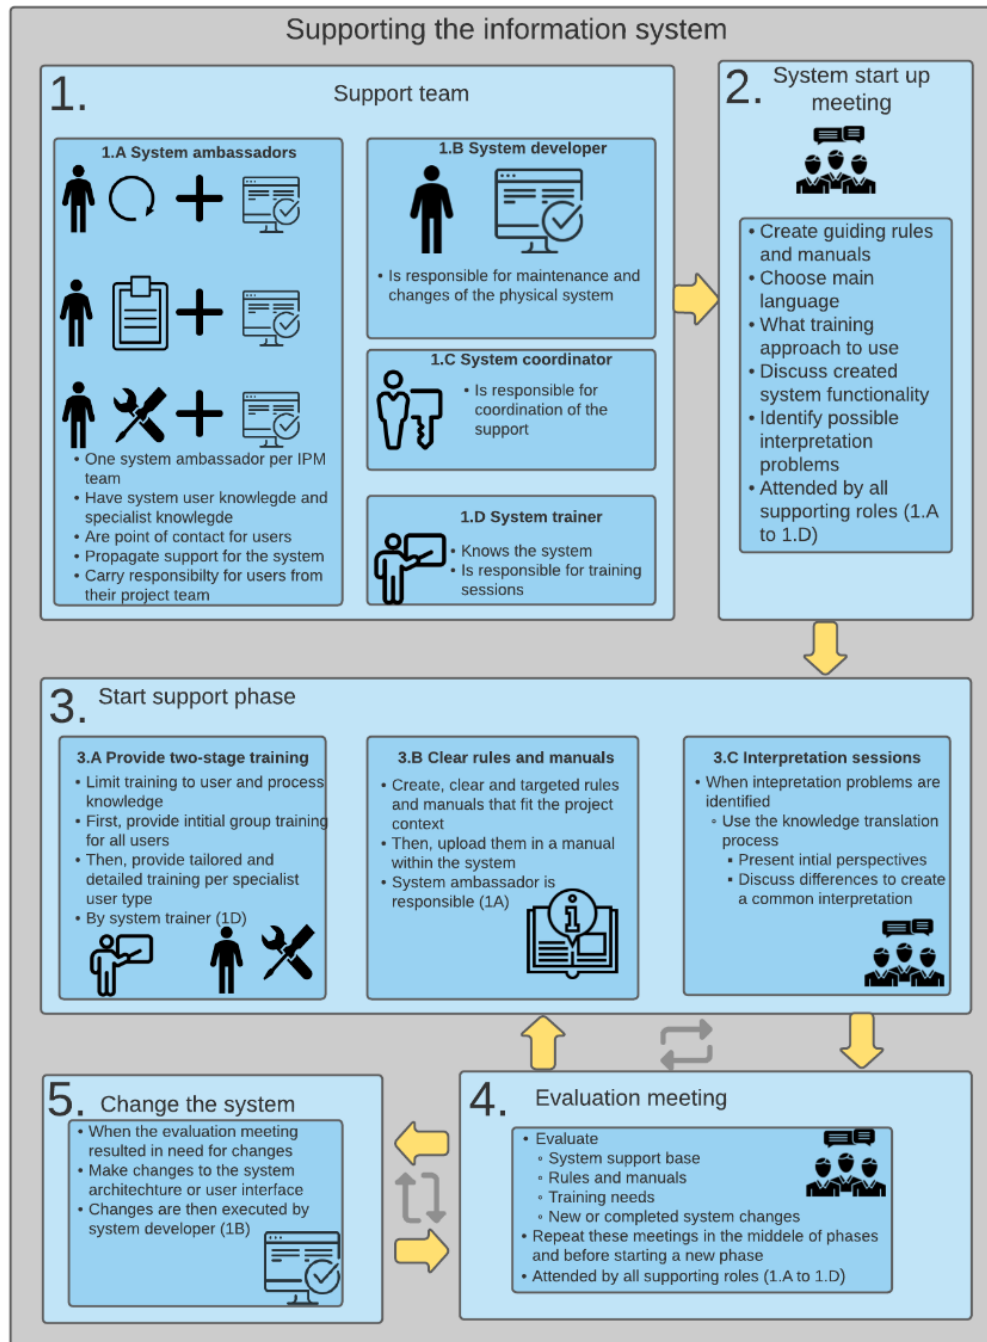 Supporting the information system
1.
Support team
1.A System ambassadors
• One system ambassador per IPM
team
• Have system user knowlegde and
specialist knowlegde
• Are point of contact for users
• Propagate support for the system
• Carry responsibilty for users from
their project team
1.B System developer
• Is responsible for maintenance and
changes of the physical system
1.C System coordinator
• Is responsible for
coordination of the
support
1.D System trainer
• Knows the system
• Is responsible for training
sessions
2.
System start up
meeting
• Create guiding rules
and manuals
• Choose main
language
• What training
approach to use
• Discuss created
system functionality
• Identify possible
interpretation
problems
• Attended by all
supporting roles (1.A
to 1.D)
3.
Start support phase
3.A Provide two-stage training
• Limit training to user and process
knowledge
• First, provide intitial group training
for all users
• Then, provide tailored and
detailed training per specialist
user type
• By system trainer (1D)
3.B Clear rules and manuals
• Create, clear and targeted rules
and manuals that fit the project
context
• Then, upload them in a manual
within the system
• System ambassador is
responsible (1A)
3.C Interpretation sessions
• When intepretation problems are
identified
◦ Use the knowledge translation
process
▪ Present intial perspectives
▪ Discuss differences to create
a common interpretation
5.
Change the system
• When the evaluation meeting
resulted in need for changes
• Make changes to the system
architechture or user interface
• Changes are then executed by
system developer (1B)
4.
Evaluation meeting
• Evaluate
◦ System support base
◦ Rules and manuals
◦ Training needs
◦ New or completed system changes
• Repeat these meetings in the middele of phases
and before starting a new phase
• Attended by all supporting roles (1.A to 1.D)